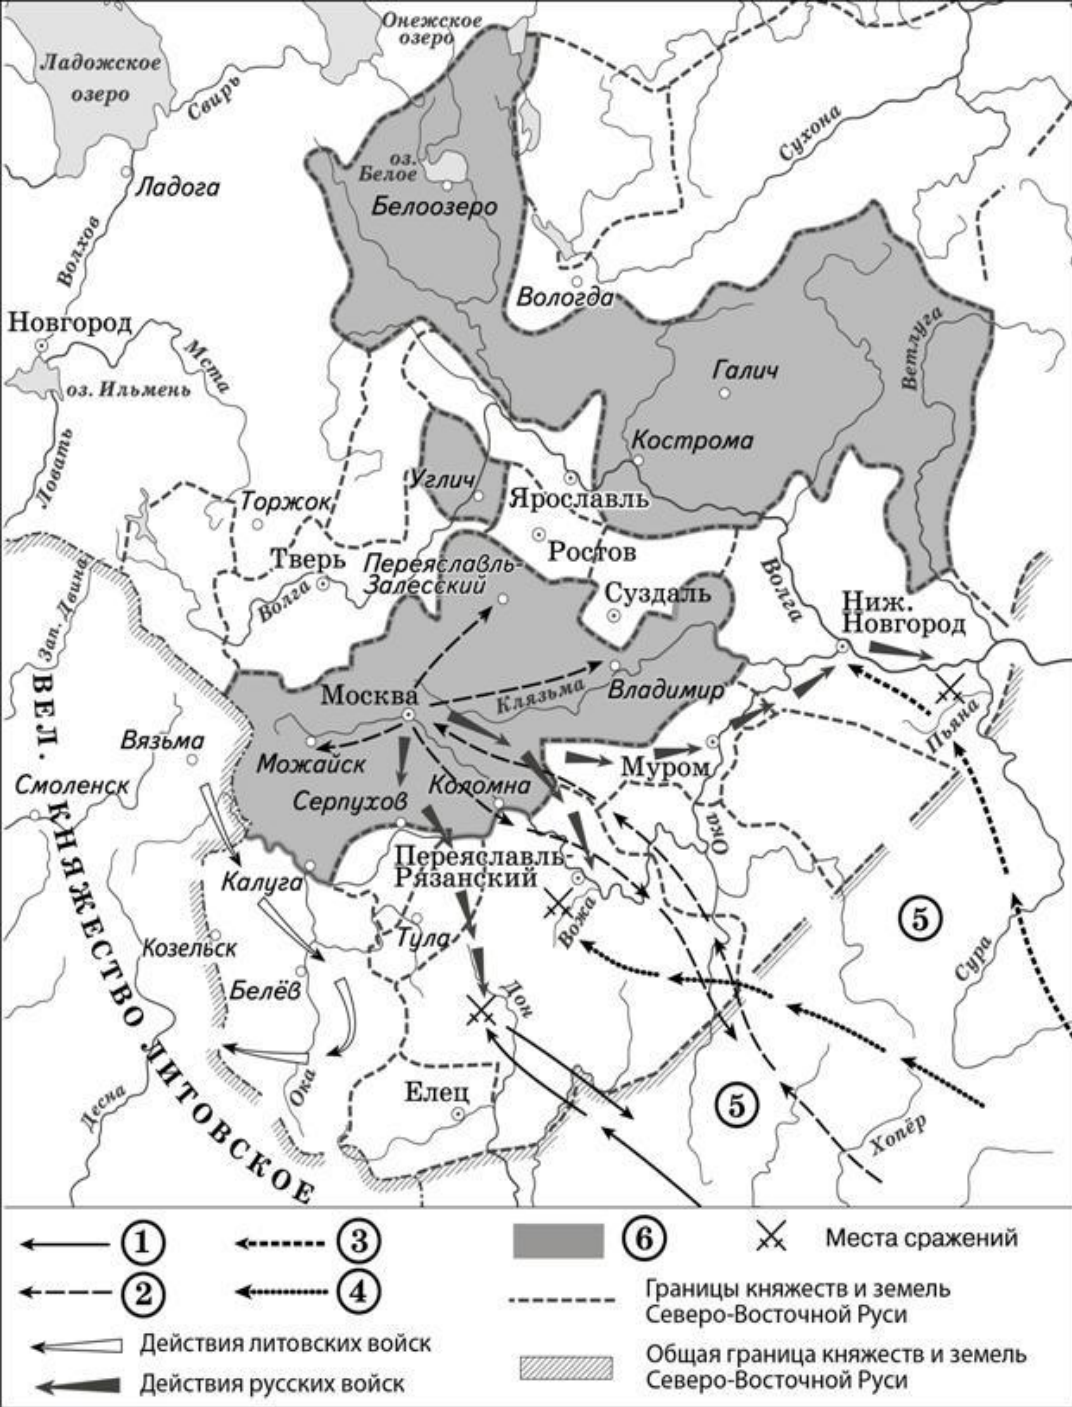 Онежское
озеро
Ладожское
озеро
Свирь
Сухона
оз.
Белое
Ладога
Белоозеро
Волхов
Вологда
Новгород
Мста
Ветлуга
оз. Ильмень
Галич
Ловать
Кострома
Углич
Торжок
Ярославль
Ростов
Тверь
Переяславль-
Залесский
Волга
Волга
Суздаль
Зап. Двина
Ниж.
Новгород
Москва
Клязьма
Владимир
Пьяна
Вязьма
Можайск
Муром
Смоленск
Серпухов
Коломна
Ока
Переяславль-
Рязанский
Калуга
Вожа
5
Тула
Козельск
Сура
Белёв
Дон
ВЕЛ. КНЯЖЕСТВО ЛИТОВСКОЕ
Ока
Елец
5
Десна
Хопёр
1
3
6
Места сражений
2
4
Границы княжеств и земель
Северо-Восточной Руси
Действия литовских войск
Общая граница княжеств и земель
Северо-Восточной Руси
Действия русских войск